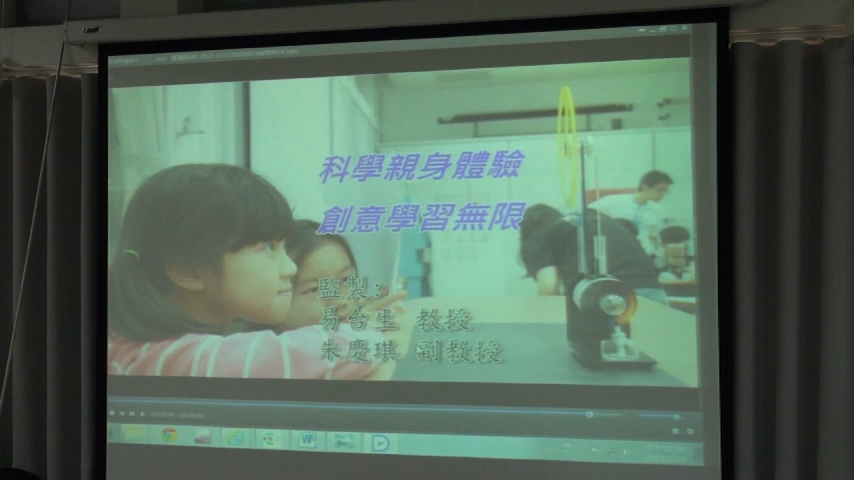 科學親身體驗
創意學習無限
監製:
易台生 教授
朱慶琪 副教授